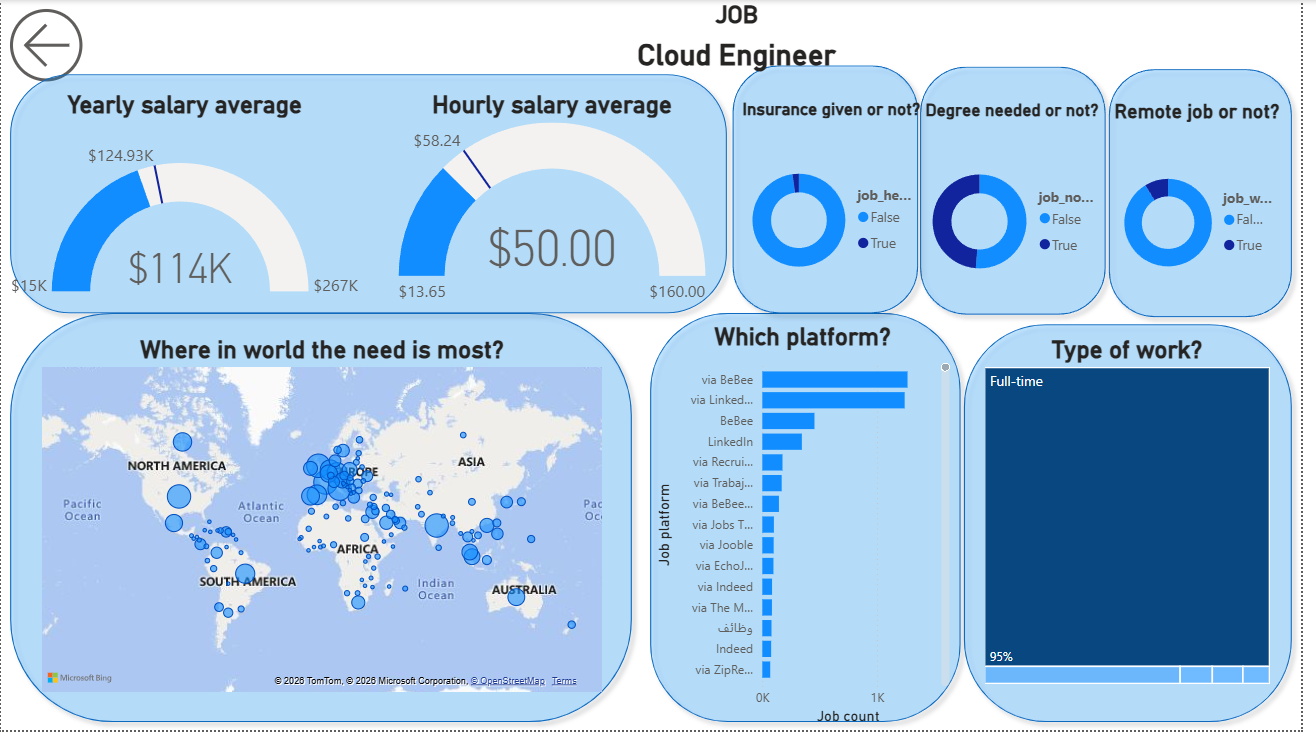 JOB
Cloud Engineer
Yearly salary average
$124.93K
$114K
$15K
$267K
Hourly salary average
$58.24
$50.00
$13.65
$160.00
Insurance given or not?
job_he...
False
True
Degree needed or not?
job_no...
False
True
Remote job or not?
job_w...
Fal...
True
Where in world the need is most?
NORTH AMERICA
EUROPE
ASIA
Pacific
Ocean
Atlantic
Ocean
Pac
Oc
AFRICA
SOUTH AMERICA
Indian
Ocean
AUSTRALIA
Microsoft Bing
© 2026 TomTom, © 2026 Microsoft Corporation, © OpenStreetMap Terms
Which platform?
Job platform
via BeBee
via Linked...
BeBee
LinkedIn
via Recrui...
via Trabaj...
via BeBee...
via Jobs T...
via Jooble
via EchoJ...
via Indeed
via The M...
وظائف
Indeed
via ZipRe...
0K
1K
Job count
Type of work?
Full-time
95%